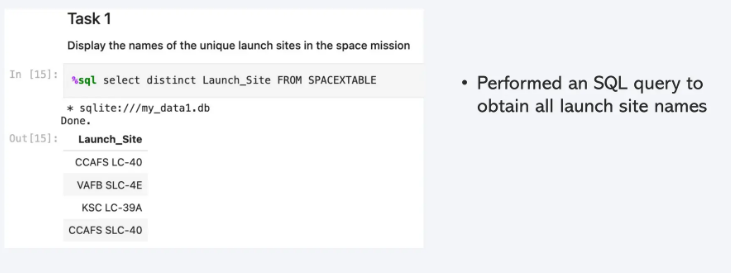 Task 1
Display the names of the unique launch sites in the space mission
In [15]: %sql select distinct Launch_Site FROM SPACEXTABLE
* sqlite:///my_data1.db
Done.
Out[15]: Launch_Site
CCAFS LC-40
VAFB SLC-4E
KSC LC-39A
CCAFS SLC-40
• Performed an SQL query to
obtain all launch site names